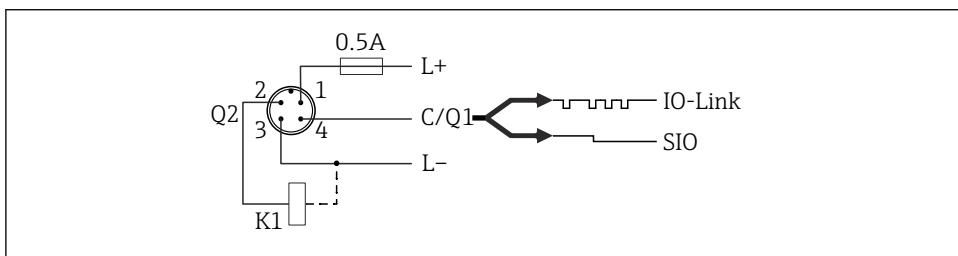 0.5A
L+
2 1
Q2
3 4
C/Q1
IO-Link
SIO
L–
K1